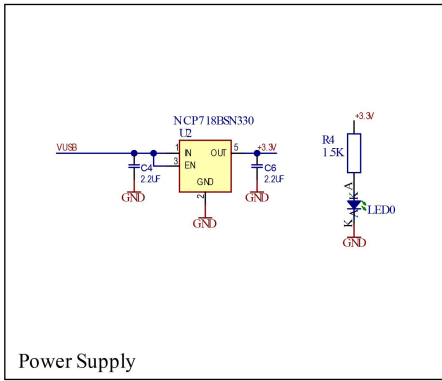 NCP718BSN330
U2
+3.3V
R4
1.5K
VUSB
1
IN
OUT
5
+3.3V
3
EN
C4
2.2UF
GND
GND
2
C6
2.2UF
GND
GND
A
A
K
K
LED0
GND
Power Supply